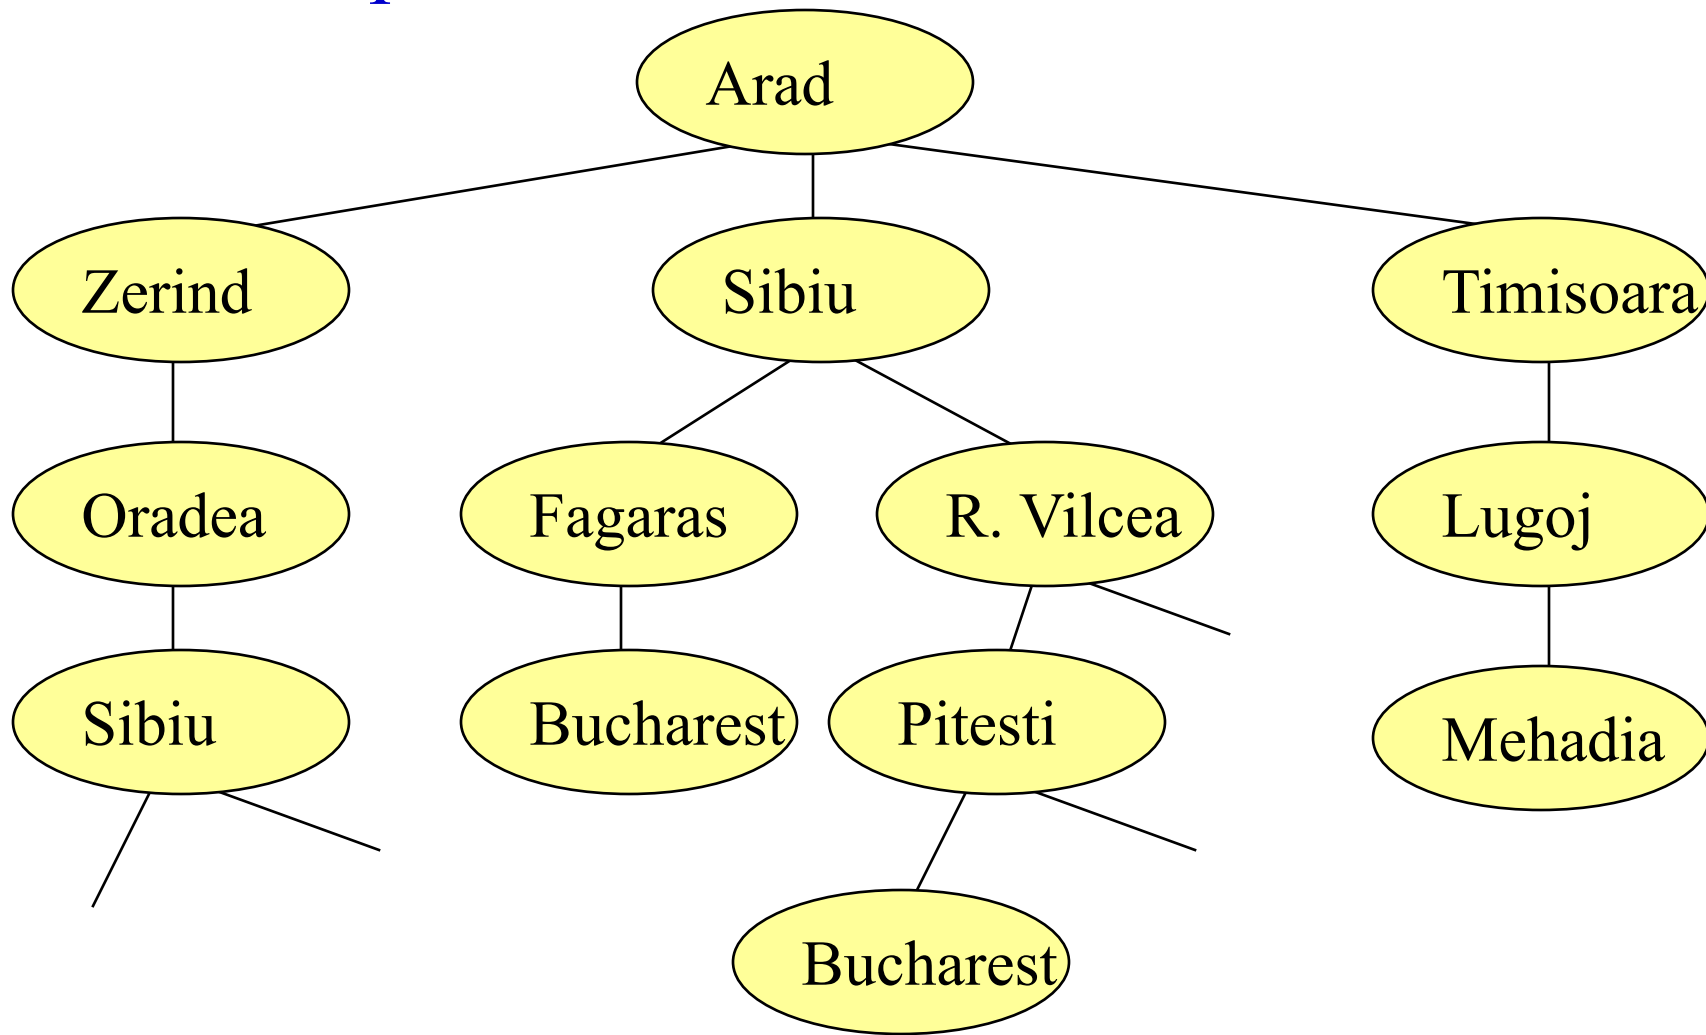 Arad
Zerind Sibiu Timisoara
Oradea Fagaras R. Vilcea Lugoj
Sibiu Bucharest Pitesti Mehadia
Bucharest